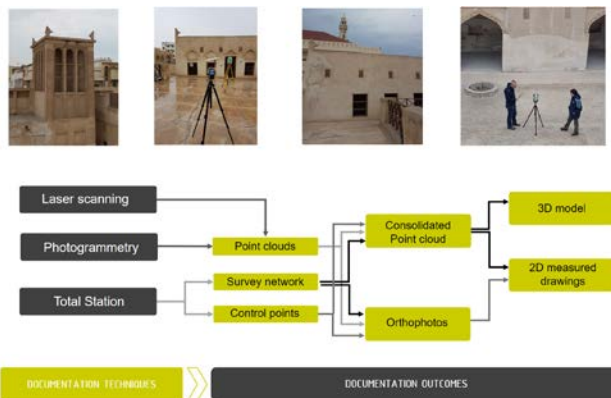 Laser scanning
Photogrammetry
Total Station
Point clouds
Survey network
Control points
Consolidated
Point cloud
Orthophotos
3D model
2D measured
drawings
DOCUMENTATION TECHNIQUES
DOCUMENTATION OUTCOMES